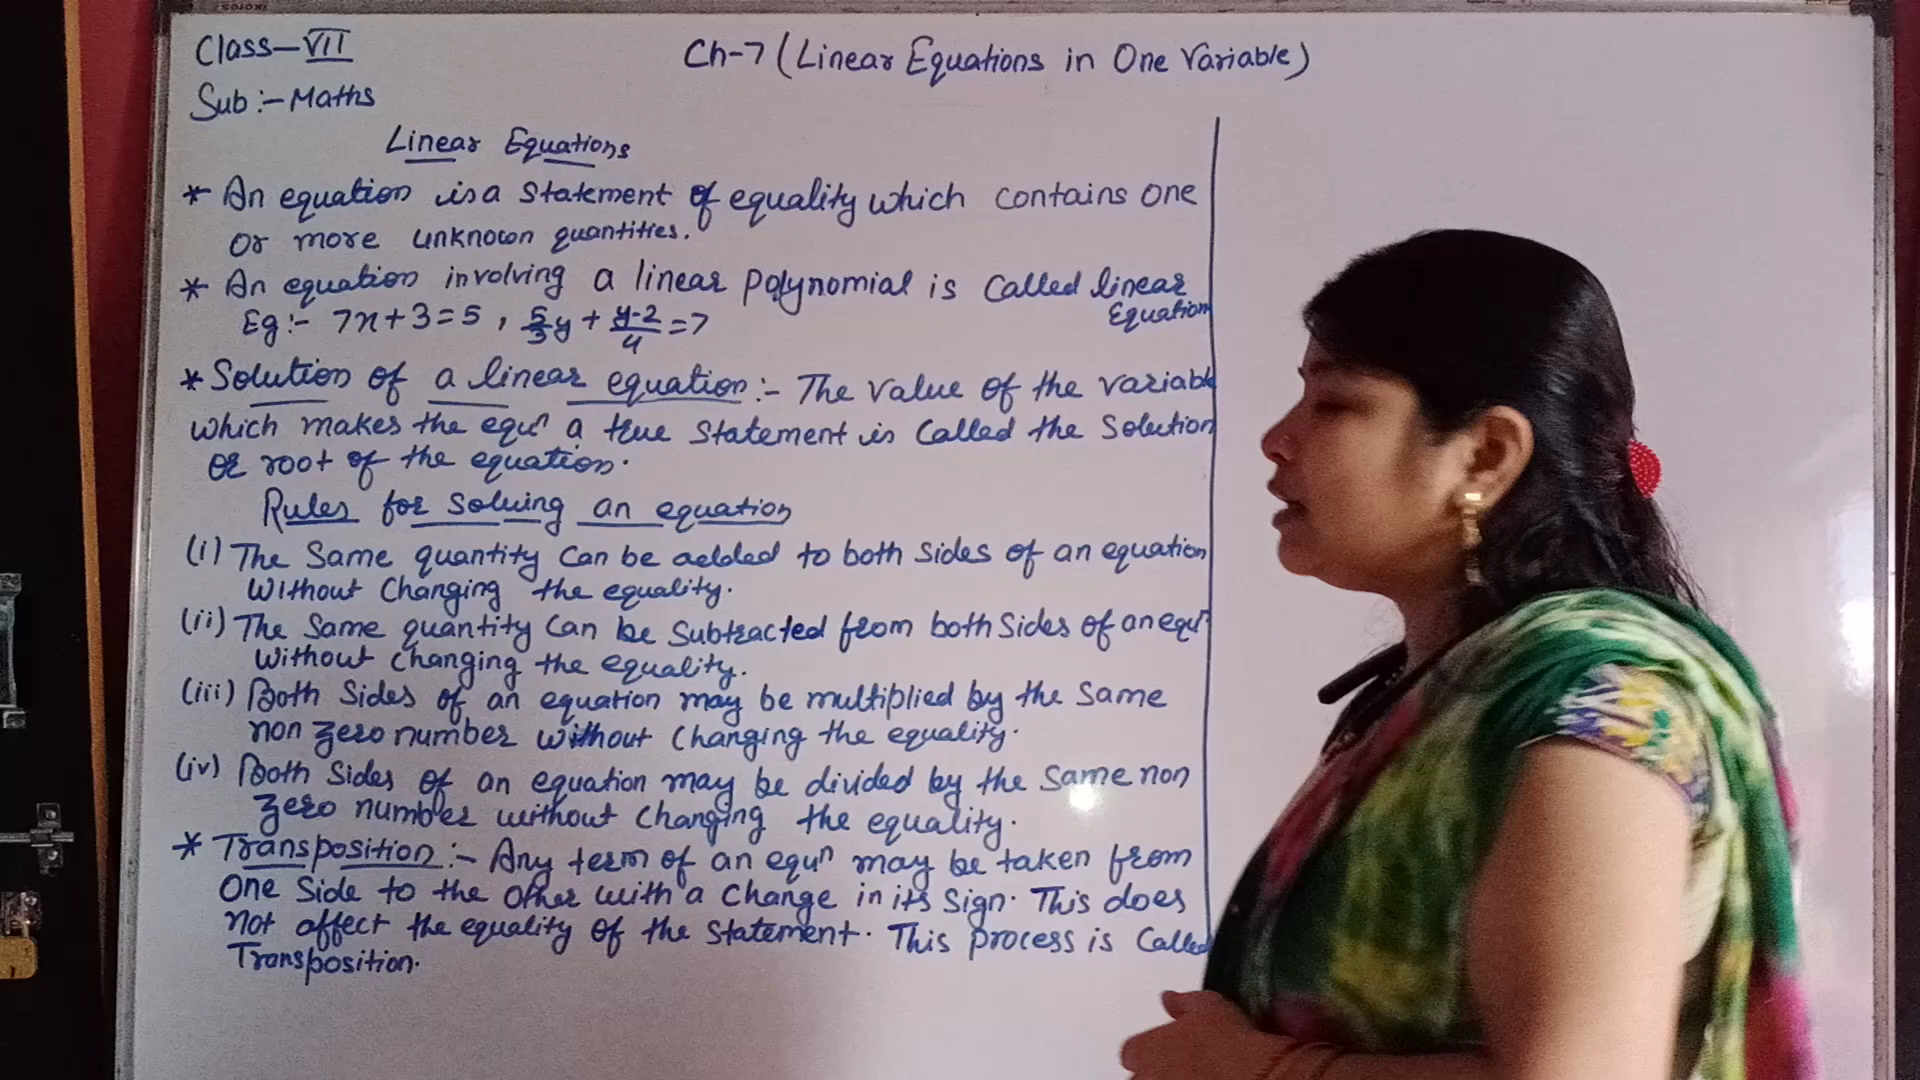 Class-VII
Ch-7 (Linear Equations in One Variable)
Sub :- Maths
Linear Equations
* An equation is a statement of equality which contains one
or more unknown quantities.
* An equation involving a linear polynomial is called linear
Equation
Eg :- 7x+3=5, 5/3y + y-2/4 =7
* Solution of a linear equation :- The value of the variable
which makes the equn a true statement is called the solution
or root of the equation.
Rules for solving an equation
(i) The same quantity can be added to both sides of an equation
without changing the equality.
(ii) The same quantity can be subtracted from both sides of an equn
without changing the equality.
(iii) Both sides of an equation may be multiplied by the same
non zero number without changing the equality.
(iv) Both sides of an equation may be divided by the same non
zero number without changing the equality.
* Transposition :- Any term of an equn may be taken from
one side to the other with a change in its sign. This does
not affect the equality of the statement. This process is called
Transposition.